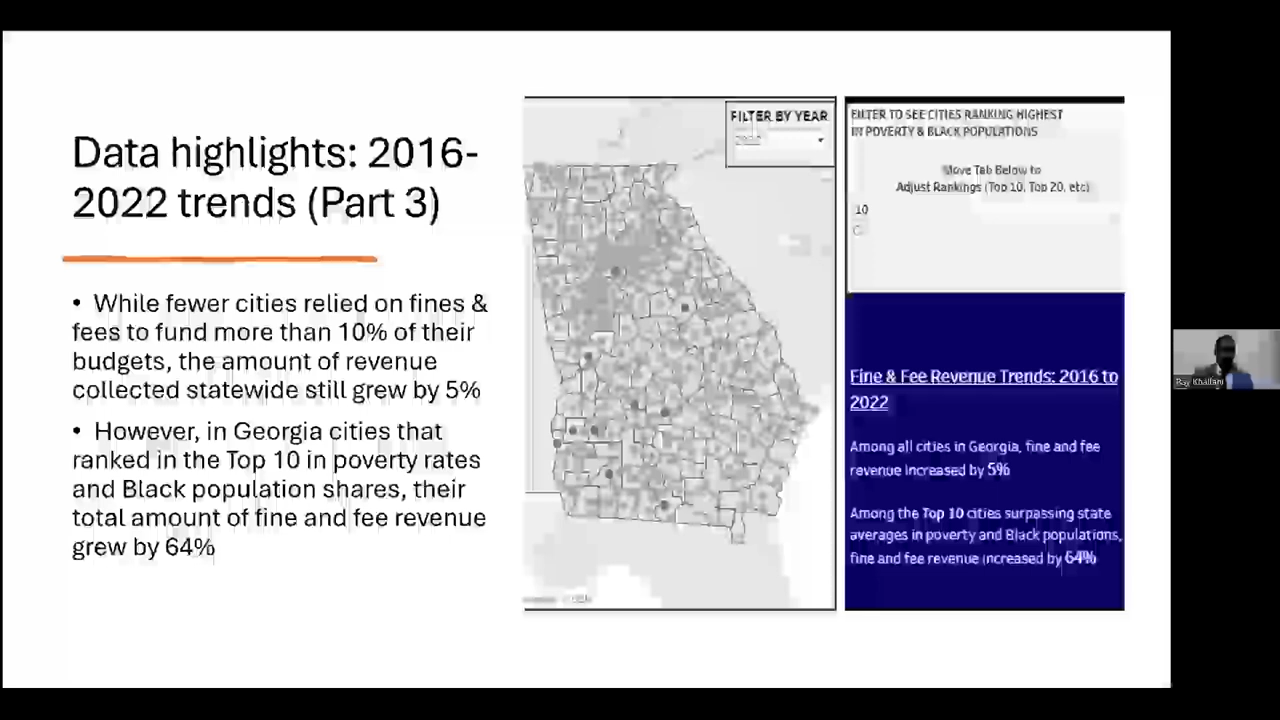 Data highlights: 2016-
2022 trends (Part 3)
• While fewer cities relied on fines &
fees to fund more than 10% of their
budgets, the amount of revenue
collected statewide still grew by 5%
• However, in Georgia cities that
ranked in the Top 10 in poverty rates
and Black population shares, their
total amount of fine and fee revenue
grew by 64%
FILTER BY YEAR
FILTER TO SEE CITIES RANKING HIGHEST
IN POVERTY & BLACK POPULATIONS
Move Tab Below to
Adjust Rankings (Top 10, Top 20, etc)
10
Fine & Fee Revenue Trends: 2016 to
2022
Among all cities in Georgia, fine and fee
revenue increased by 5%
Among the Top 10 cities surpassing state
averages in poverty and Black populations,
fine and fee revenue increased by 64%
Ray Khalfani